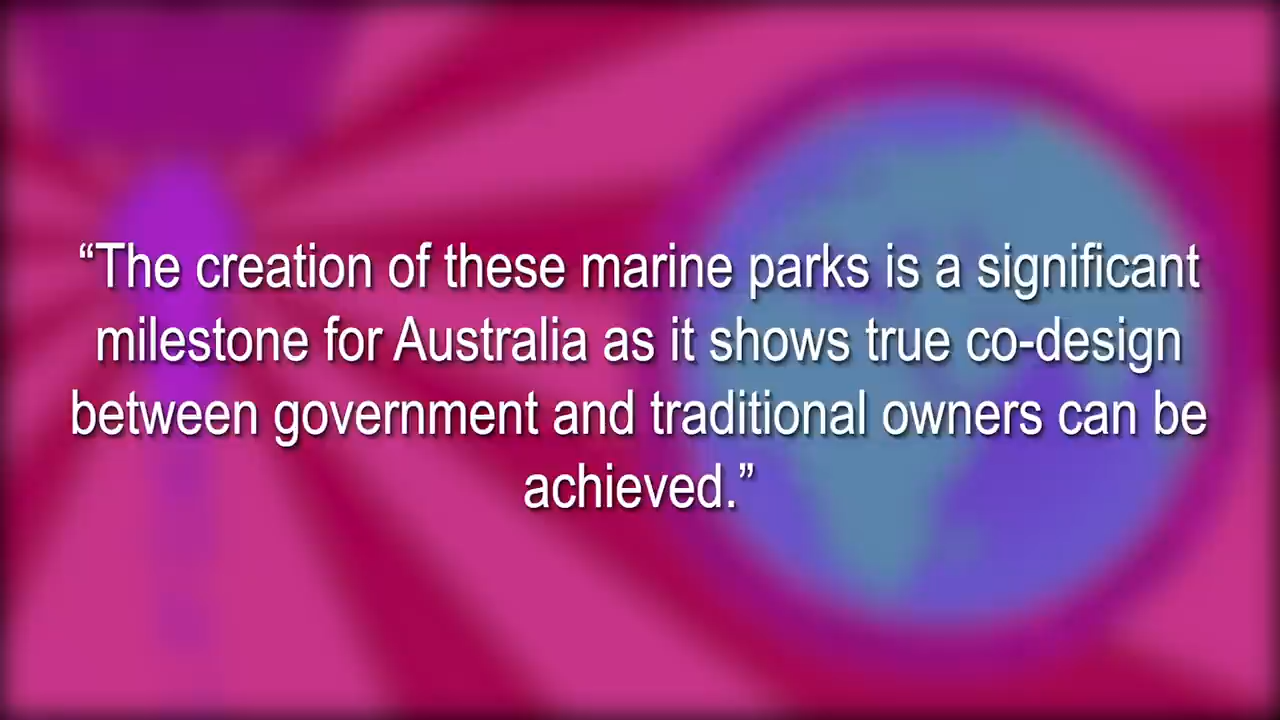 “The creation of these marine parks is a significant
milestone for Australia as it shows true co-design
between government and traditional owners can be
achieved.”